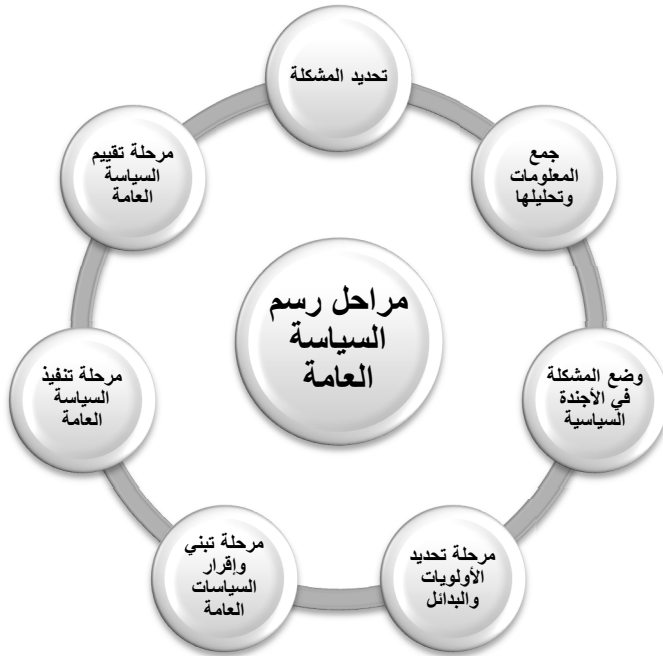 تحديد المشكلة
جمع
المعلومات
وتحليلها
وضع المشكلة
في الأجندة
السياسية
مرحلة تحديد
الأولويات
والبدائل
مرحلة تبني
وإقرار
السياسات
العامة
مرحلة تنفيذ
السياسة
العامة
مرحلة تقييم
السياسة
العامة
مراحل رسم
السياسة
العامة